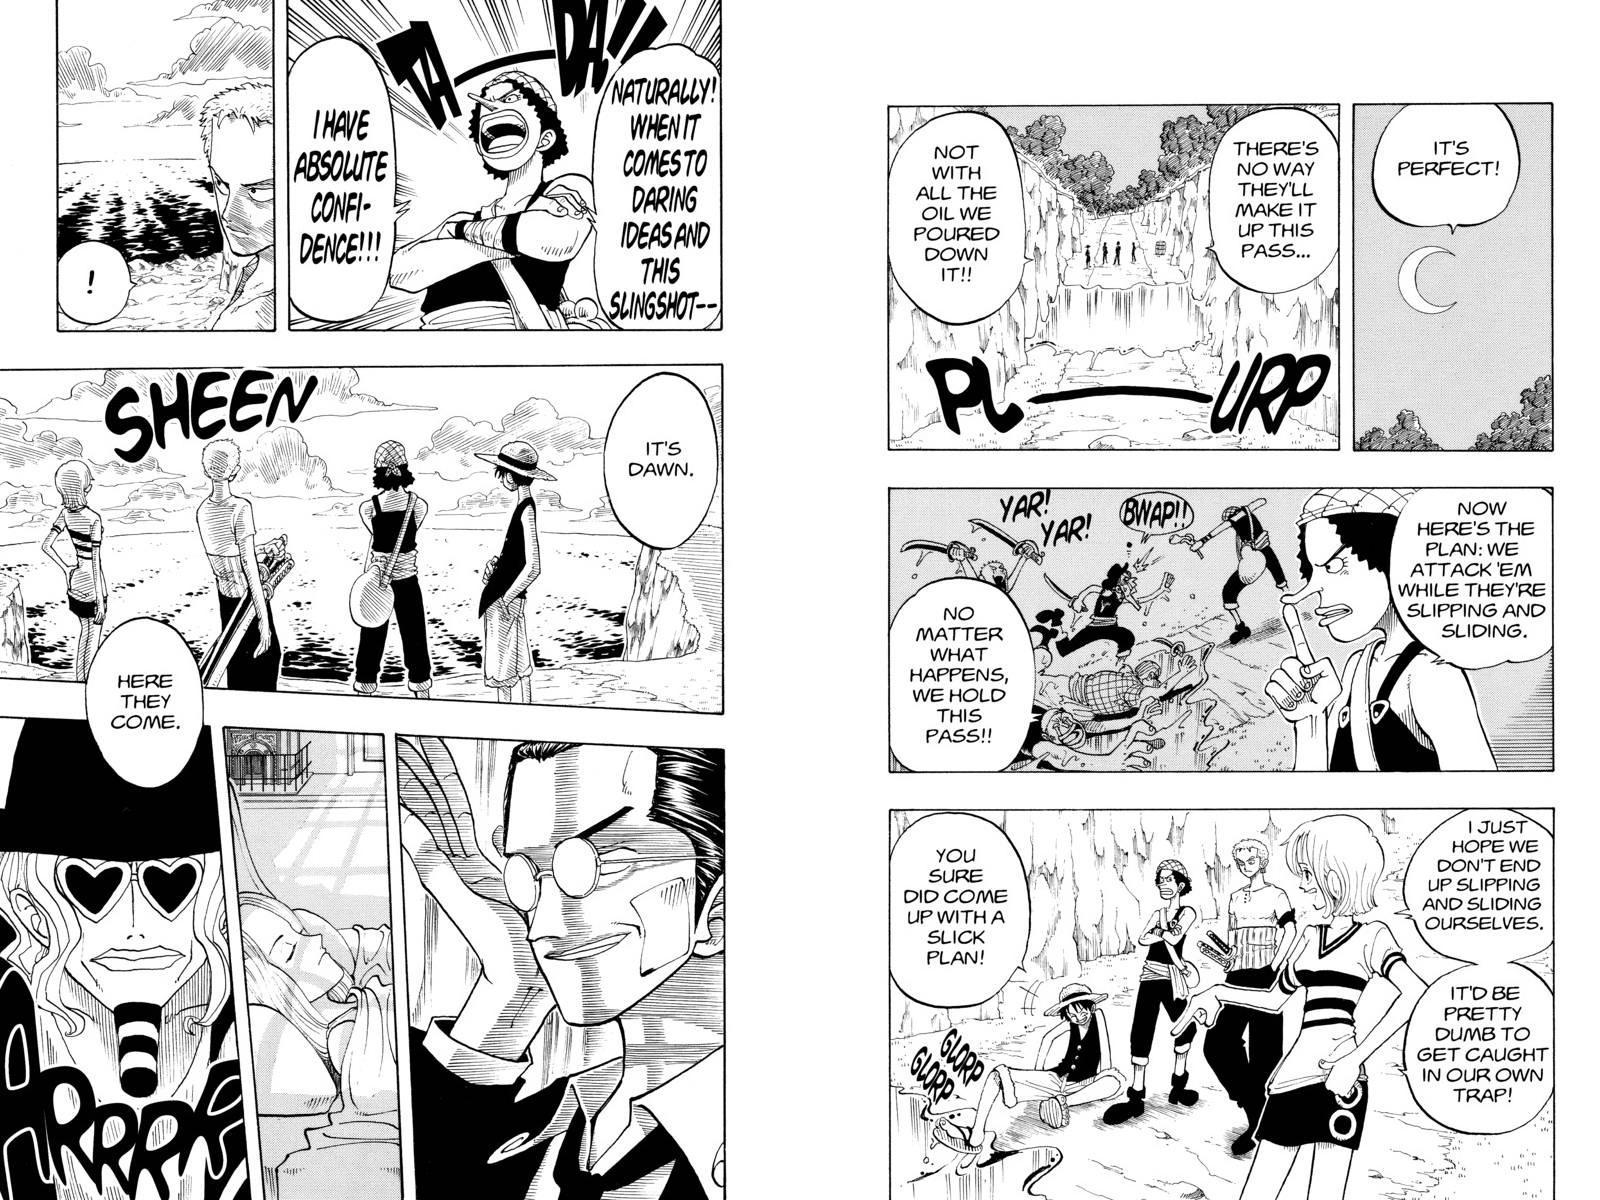 IT'S
PERFECT!
THERE'S
NO WAY
THEY'LL
MAKE IT
UP THIS
PASS...
NOT
WITH
ALL THE
OIL WE
POURED
DOWN
IT!!
PL—URP
NOW
HERE'S THE
PLAN: WE
ATTACK 'EM
WHILE THEY'RE
SLIPPING AND
SLIDING.
BWAP!!
YAR!
YAR!
NO
MATTER
WHAT
HAPPENS,
WE HOLD
THIS
PASS!!
I JUST
HOPE WE
DON'T END
UP SLIPPING
AND SLIDING
OURSELVES.
IT'D BE
PRETTY
DUMB TO
GET CAUGHT
IN OUR OWN
TRAP!
YOU
SURE
DID COME
UP WITH A
SLICK
PLAN!
GLORP
GLORP
NATURALLY!
WHEN IT
COMES TO
DARING
IDEAS AND
THIS
SLINGSHOT--
TA—DA!!
I HAVE
ABSOLUTE
CONFI-
DENCE!!!
!
IT'S
DAWN.
SHEEN
HERE
THEY
COME.
ARRRR